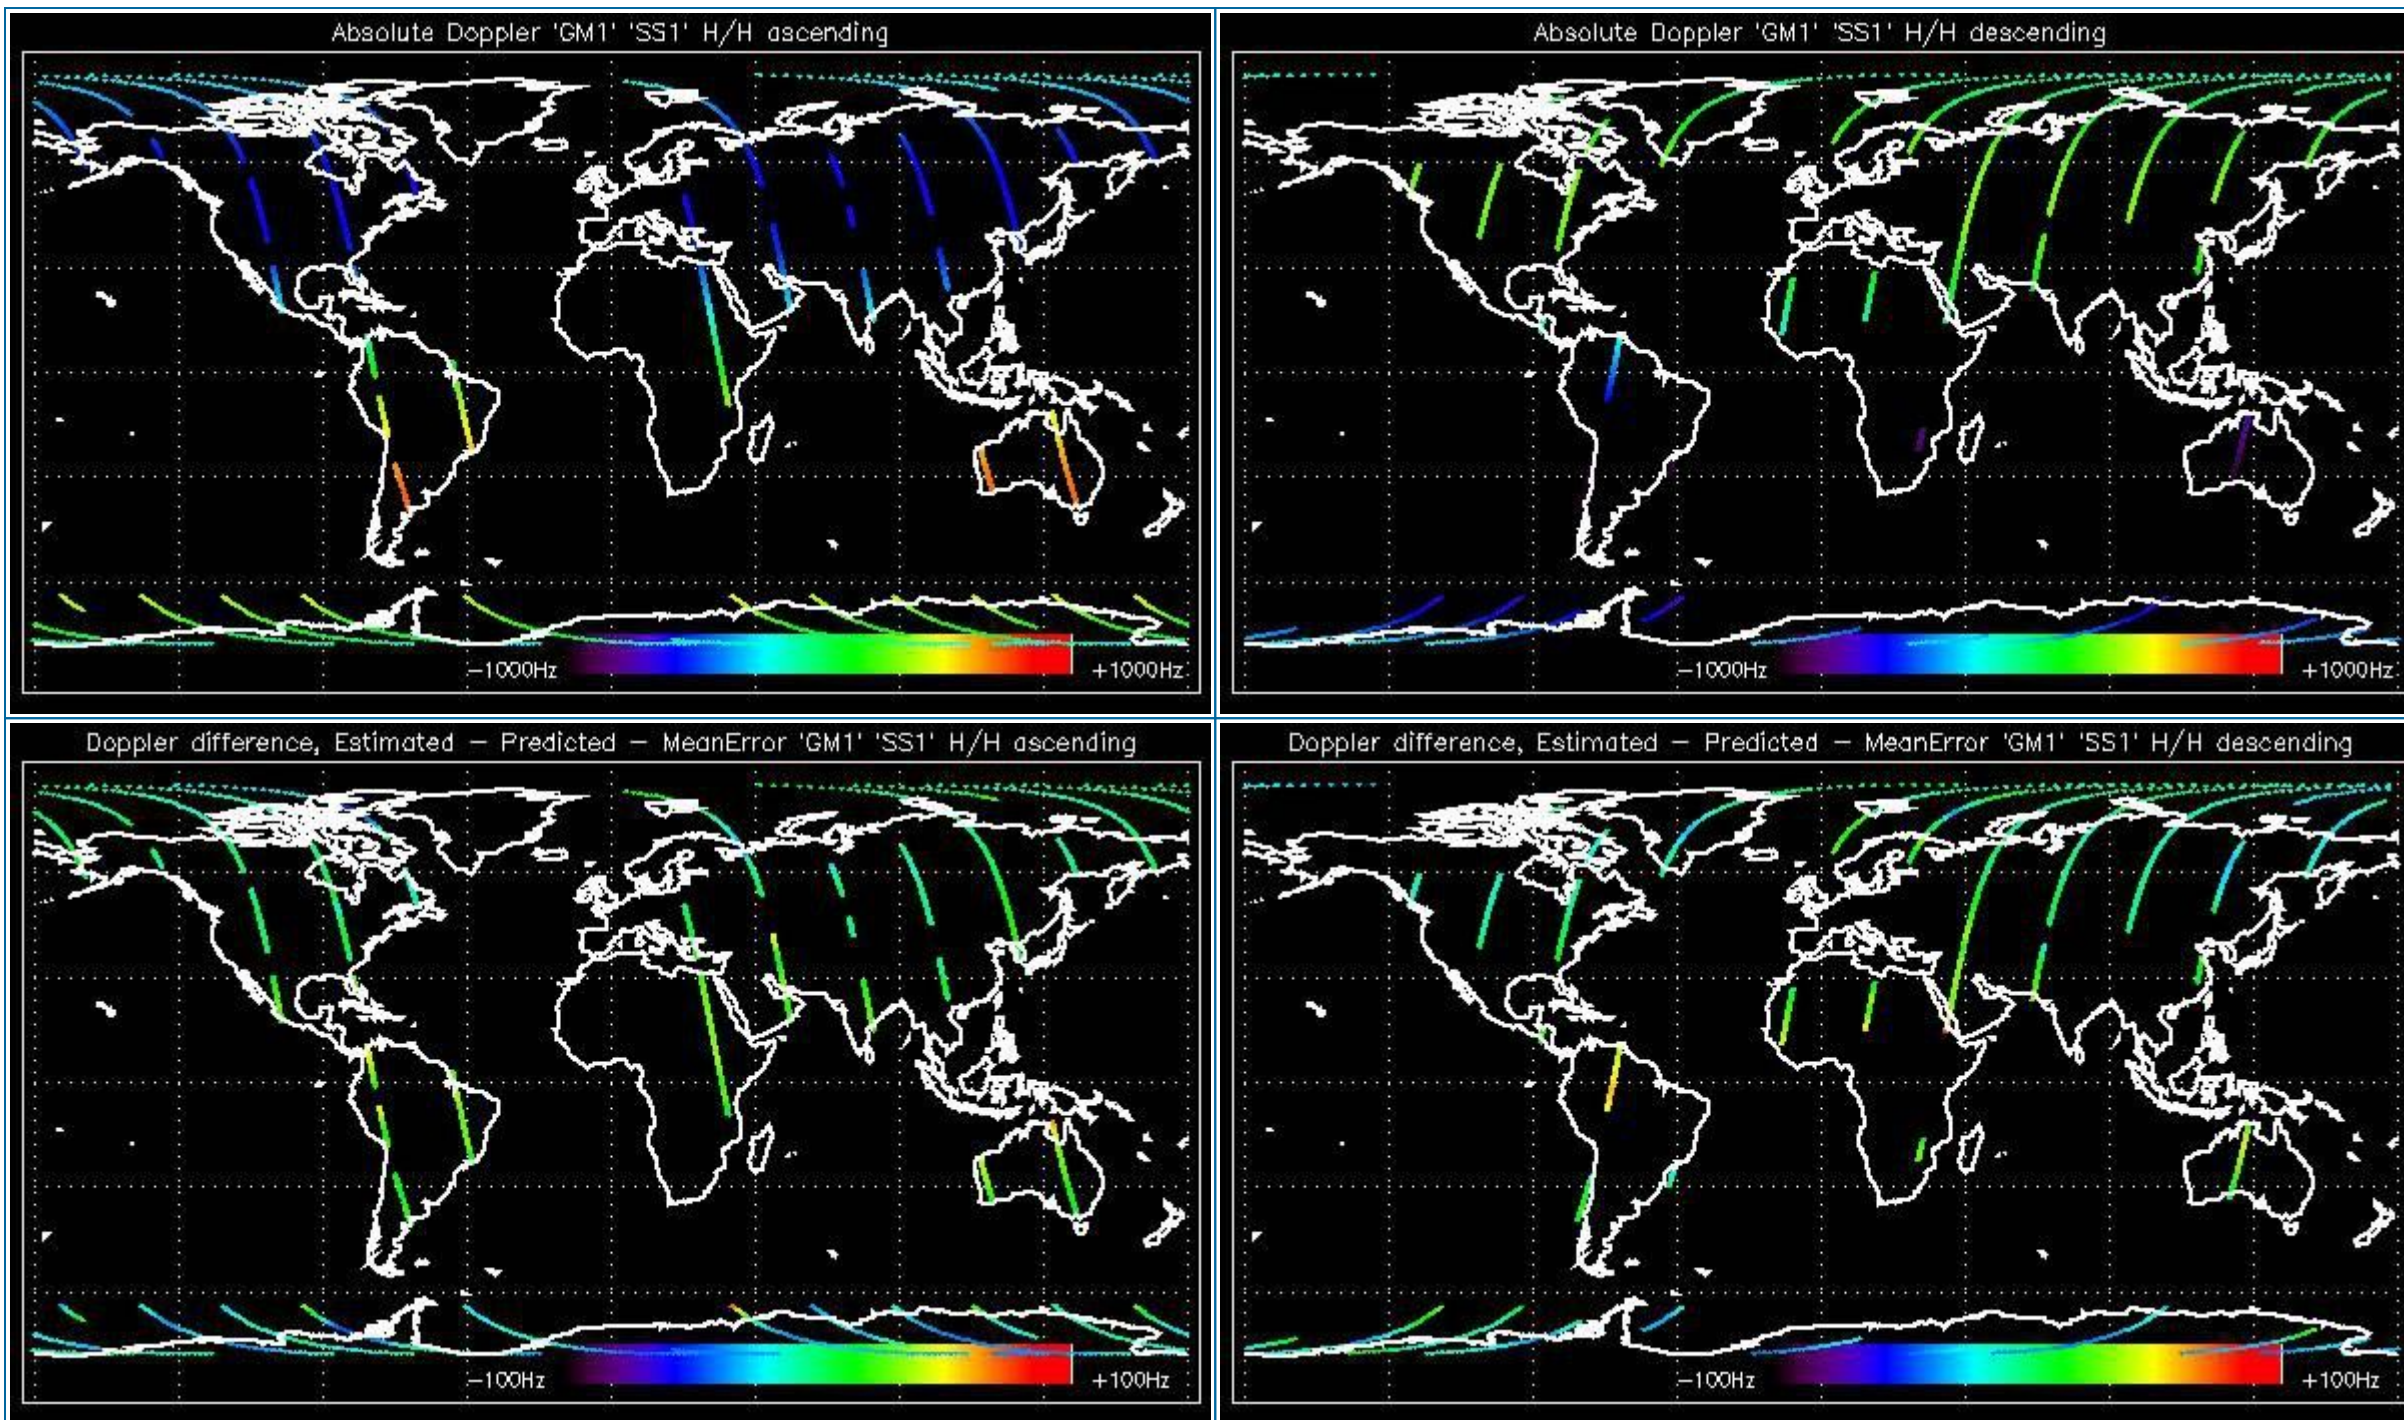 Absolute Doppler 'GM1' 'SS1' H/H ascending
-1000Hz
+1000Hz
Absolute Doppler 'GM1' 'SS1' H/H descending
-1000Hz
+1000Hz
Doppler difference, Estimated - Predicted - MeanError 'GM1' 'SS1' H/H ascending
-100Hz
+100Hz
Doppler difference, Estimated - Predicted - MeanError 'GM1' 'SS1' H/H descending
-100Hz
+100Hz